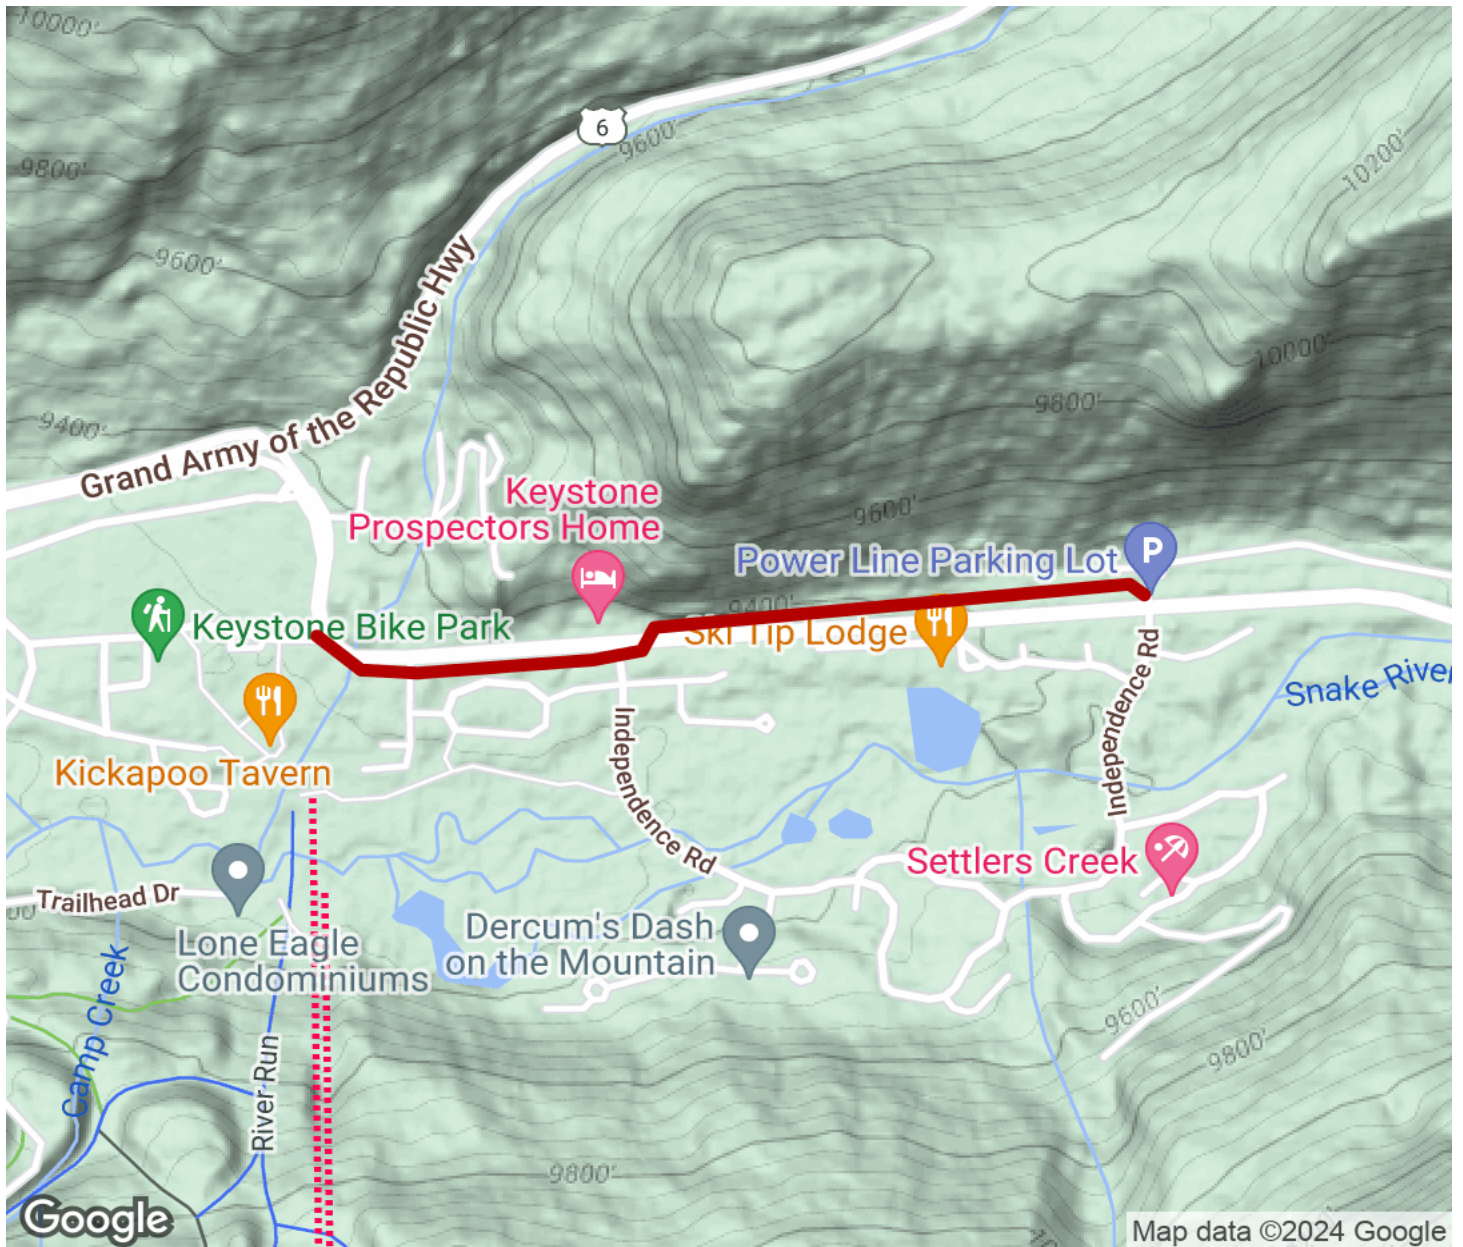 10000'
6
9600'
10200'
9800'
9600'
Grand Army of the Republic Hwy
10000'
9800'
9400'
Keystone
Prospectors Home
9600'
Power Line Parking Lot
P
9400'
Keystone Bike Park
Ski Tip Lodge
Independence Rd
Snake River
Independence Rd
Kickapoo Tavern
Settlers Creek
Trailhead Dr
Dercum's Dash
on the Mountain
Lone Eagle
Condominiums
Camp Creek
9600'
9800'
River Run
9800'
Google
Map data ©2024 Google